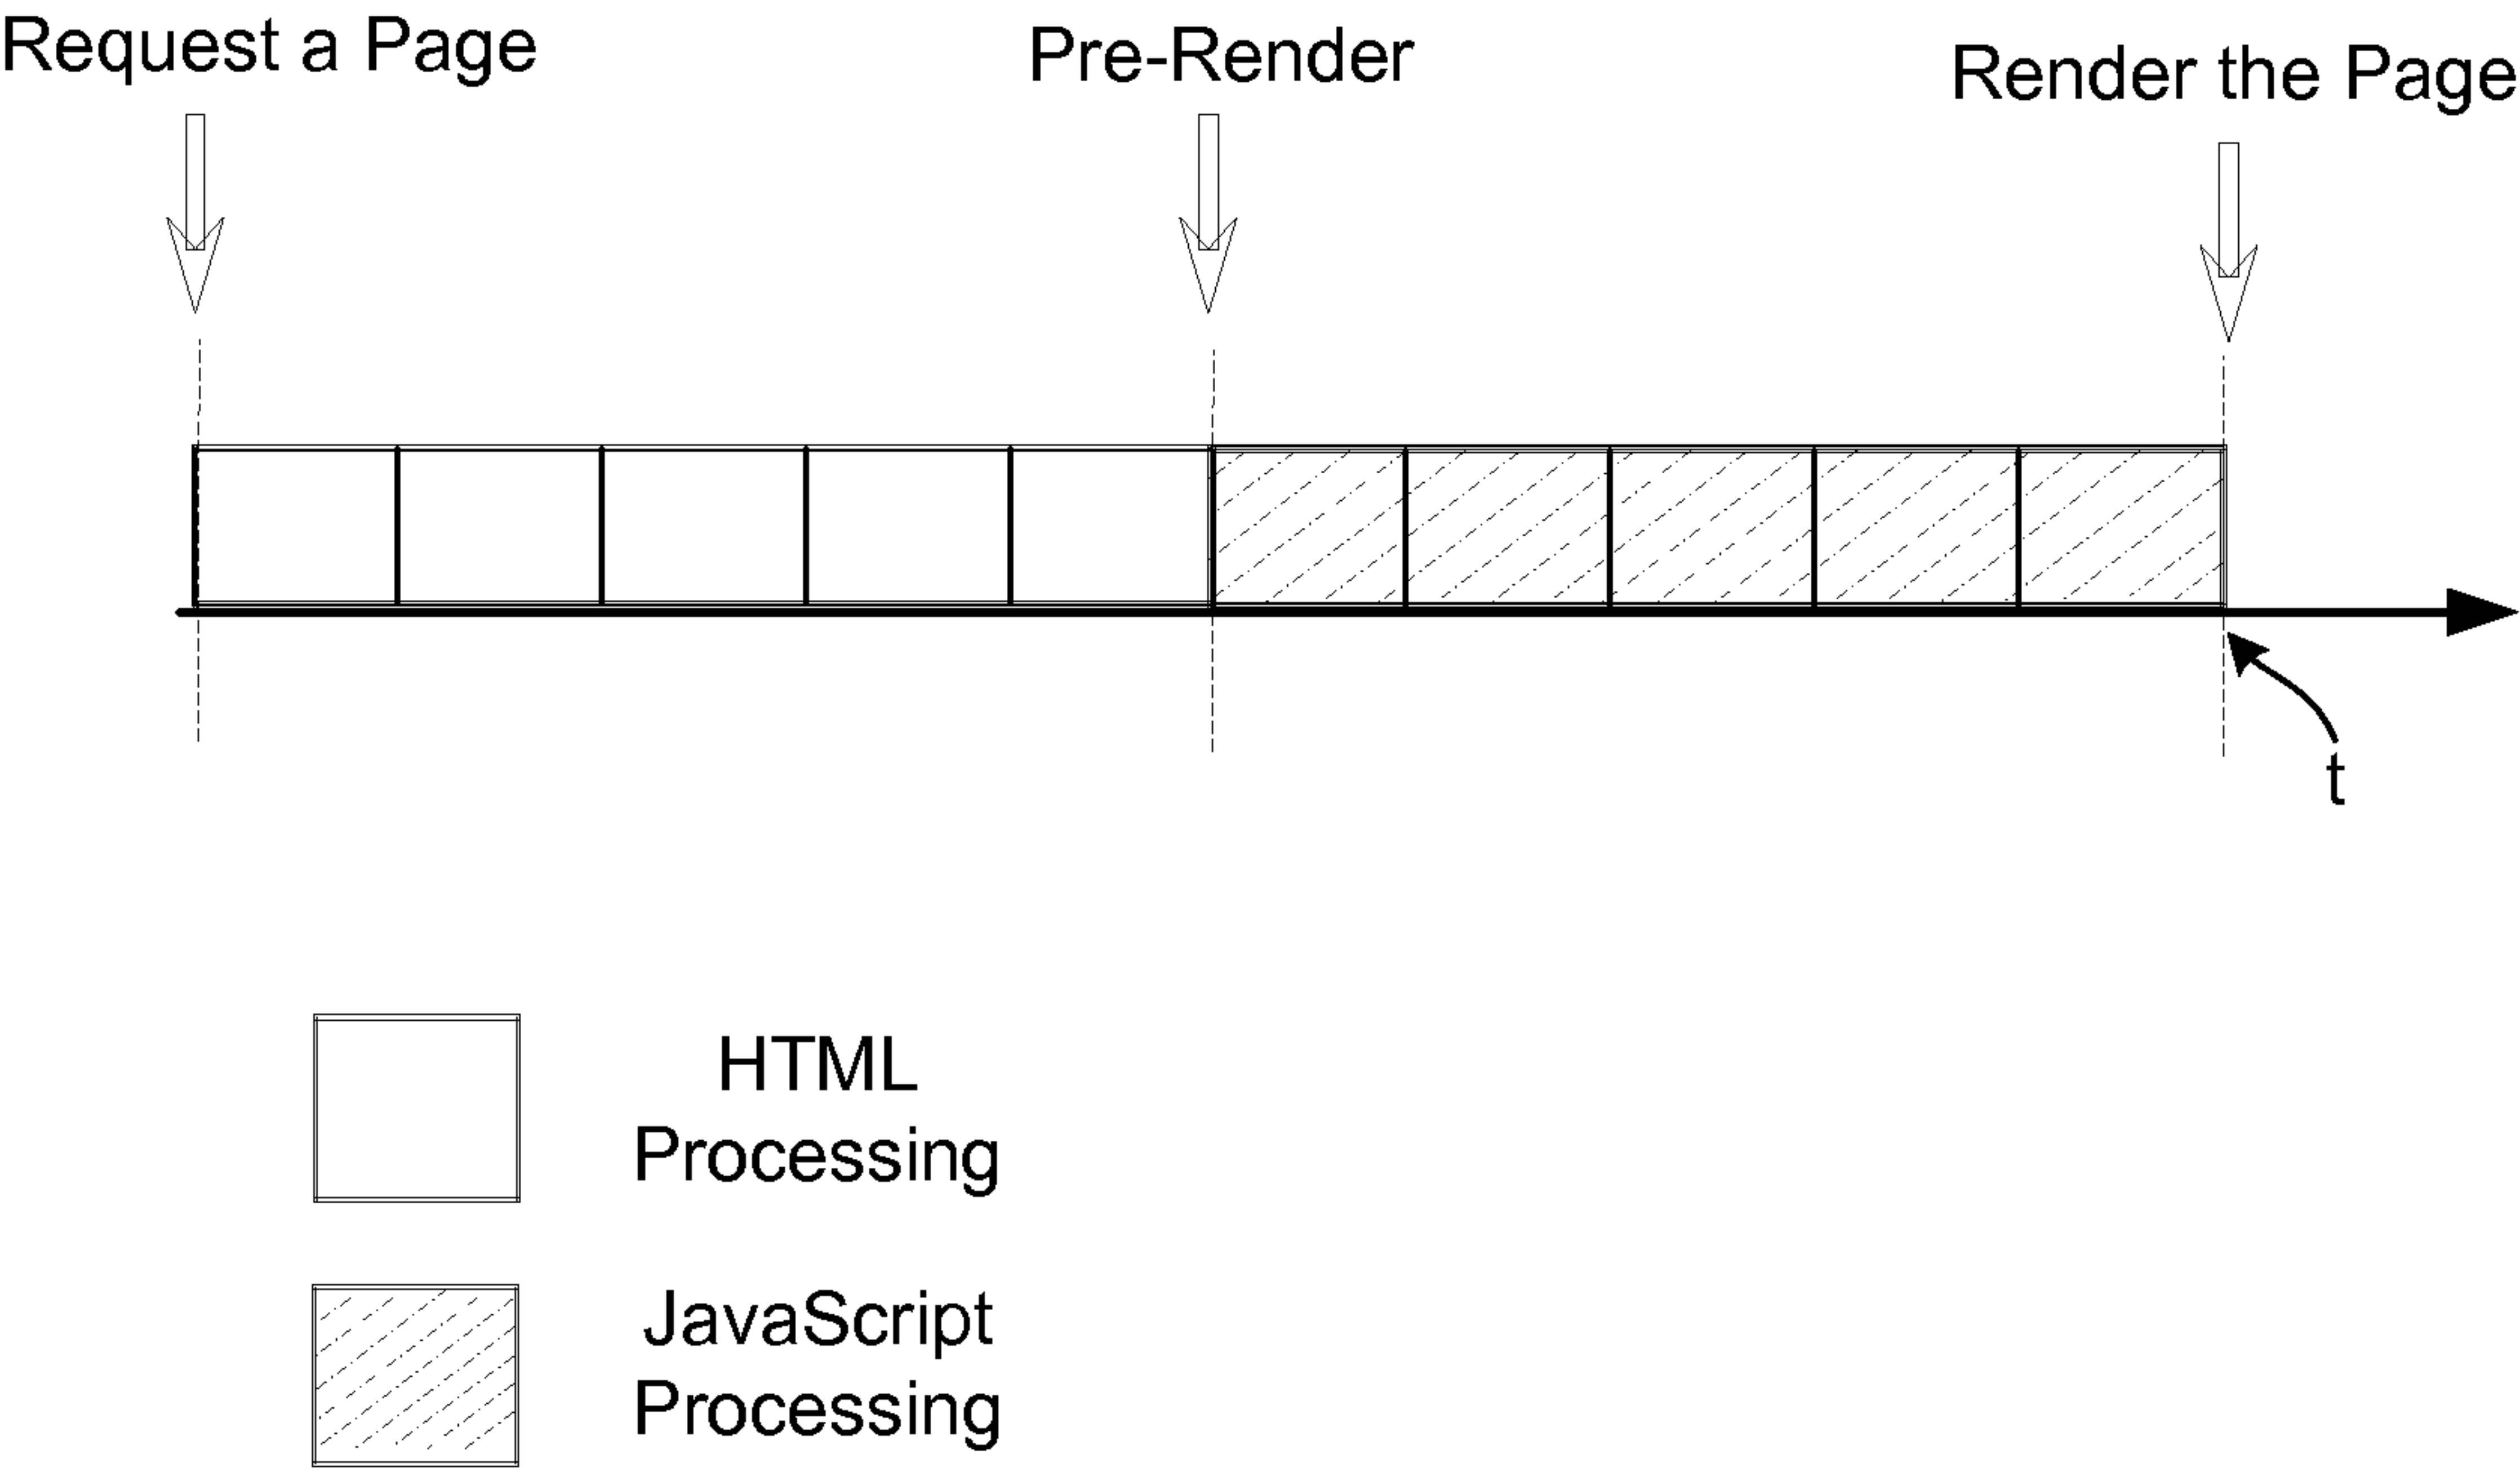 Request a Page
Pre-Render
Render the Page
t
HTML
Processing
JavaScript
Processing